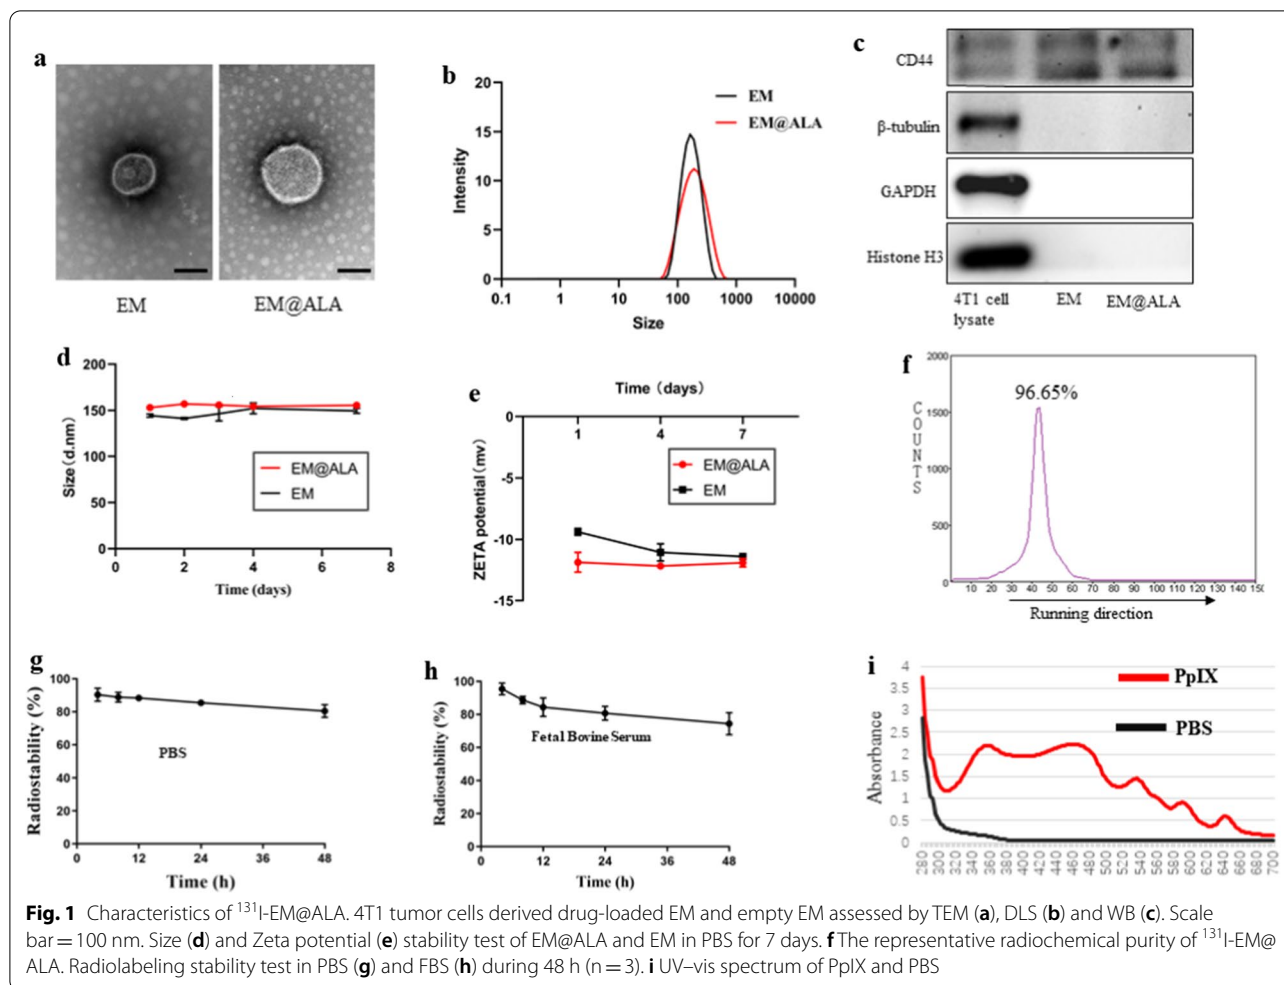 a
EM
EM@ALA
b
20
15
10
5
0
Intensity
0.1 1 10 100 1000 10000
Size
EM
EM@ALA
c
CD44
β-tubulin
GAPDH
Histone H3
4T1 cell
lysate
EM
EM@ALA
d
200
150
100
50
0
Size (d.nm)
0 2 4 6 8
Time (days)
EM@ALA
EM
e
Time (days)
0
-5
-10
-15
1 4 7
ZETA potential (mv)
EM@ALA
EM
f
2000
1500
1000
500
0
COUNTS
96.65%
10 20 30 40 50 60 70 80 90 100 110 120 130 140 150
Running direction
g
100
80
60
40
20
0
Radiostability (%)
PBS
0 12 24 36 48
Time (h)
h
100
80
60
40
20
0
Radiostability (%)
Fetal Bovine Serum
0 12 24 36 48
Time (h)
i
4
3.5
3
2.5
2
1.5
1
0.5
0
Absorbance
PpIX
PBS
280 300 320 340 360 380 400 420 440 460 480 500 520 540 560 580 600 620 640 660 680 700
Fig. 1 Characteristics of ¹³¹I-EM@ALA. 4T1 tumor cells derived drug-loaded EM and empty EM assessed by TEM (a), DLS (b) and WB (c). Scale
bar = 100 nm. Size (d) and Zeta potential (e) stability test of EM@ALA and EM in PBS for 7 days. f The representative radiochemical purity of ¹³¹I-EM@
ALA. Radiolabeling stability test in PBS (g) and FBS (h) during 48 h (n = 3). i UV–vis spectrum of PpIX and PBS